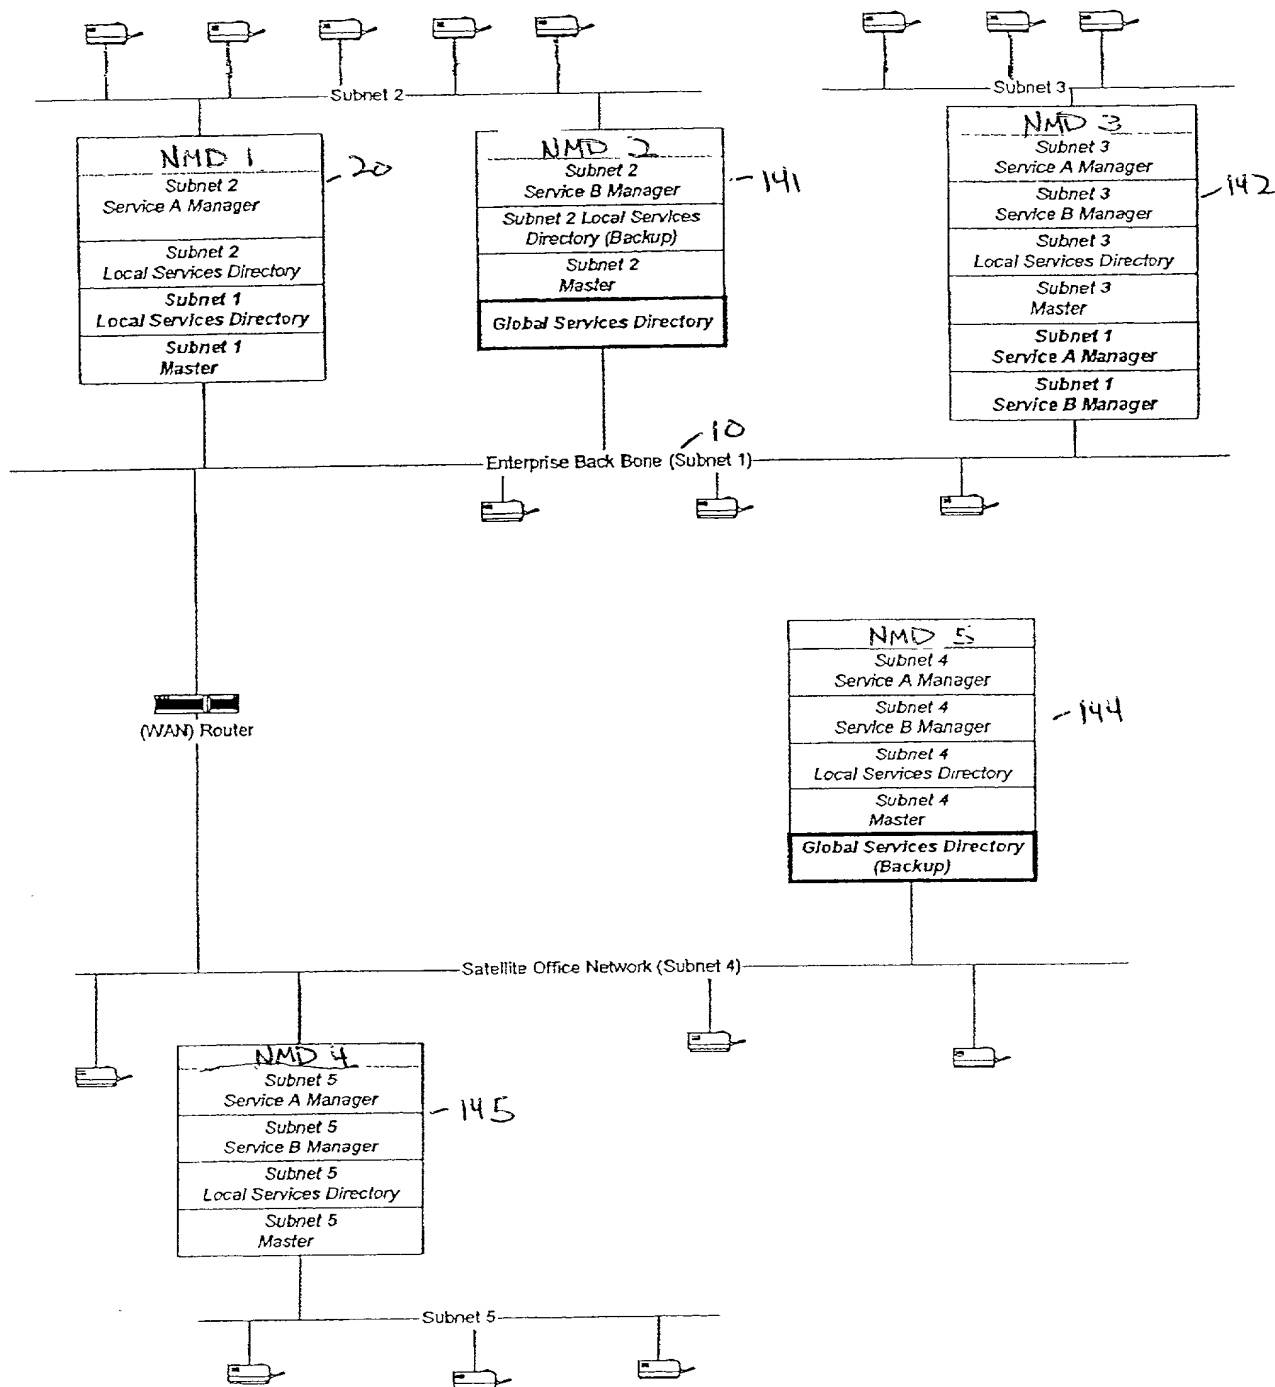 Subnet 2
Subnet 3
NMD 1
20
Subnet 2
Service A Manager
Subnet 2
Local Services Directory
Subnet 1
Local Services Directory
Subnet 1
Master
NMD 2
141
Subnet 2
Service B Manager
Subnet 2 Local Services
Directory (Backup)
Subnet 2
Master
Global Services Directory
NMD 3
142
Subnet 3
Service A Manager
Subnet 3
Service B Manager
Subnet 3
Local Services Directory
Subnet 3
Master
Subnet 1
Service A Manager
Subnet 1
Service B Manager
10
Enterprise Back Bone (Subnet 1)
(WAN) Router
NMD 5
144
Subnet 4
Service A Manager
Subnet 4
Service B Manager
Subnet 4
Local Services Directory
Subnet 4
Master
Global Services Directory
(Backup)
Satellite Office Network (Subnet 4)
NMD 4
145
Subnet 5
Service A Manager
Subnet 5
Service B Manager
Subnet 5
Local Services Directory
Subnet 5
Master
Subnet 5